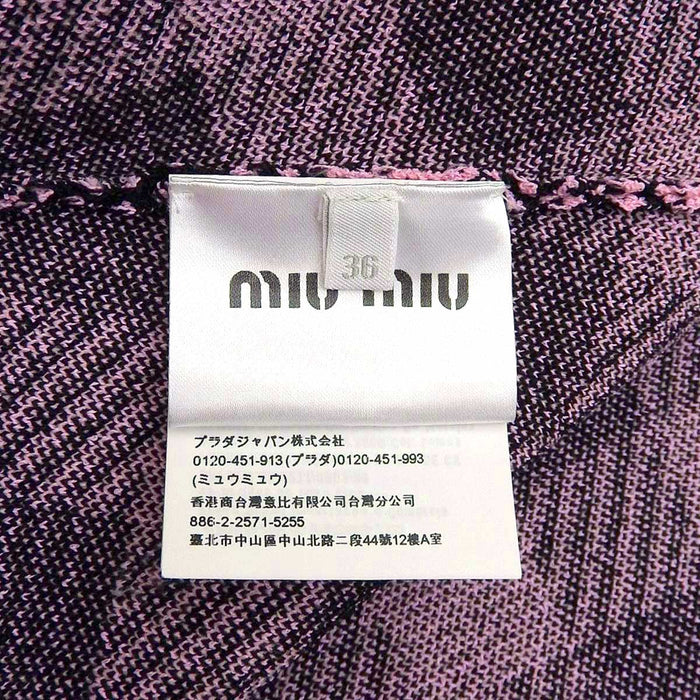 36
miu miu
プラダジャパン株式会社
0120-451-913(プラダ)0120-451-993
(ミュウミュウ)
香港商台灣意比有限公司台灣分公司
886-2-2571-5255
臺北市中山區中山北路二段44號12樓A室